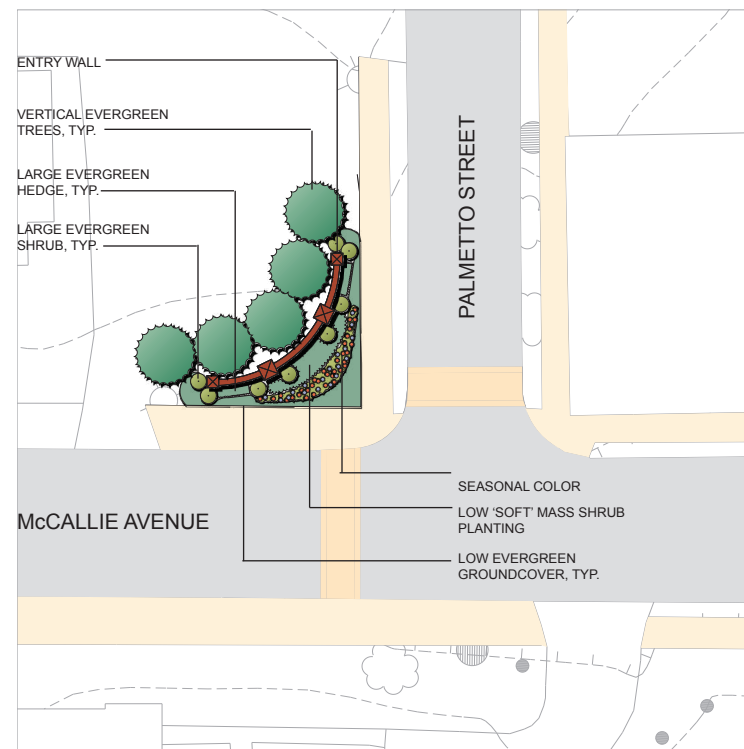 ENTRY WALL
VERTICAL EVERGREEN
TREES, TYP.
LARGE EVERGREEN
HEDGE, TYP.
LARGE EVERGREEN
SHRUB, TYP.
PALMETTO STREET
McCALLIE AVENUE
SEASONAL COLOR
LOW ‘SOFT’ MASS SHRUB
PLANTING
LOW EVERGREEN
GROUNDCOVER, TYP.